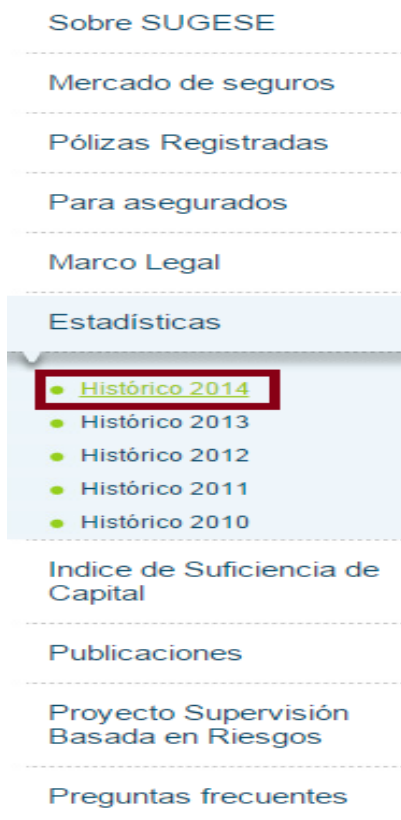 Sobre SUGESE
Mercado de seguros
Pólizas Registradas
Para asegurados
Marco Legal
Estadísticas
Histórico 2014
Histórico 2013
Histórico 2012
Histórico 2011
Histórico 2010
Indice de Suficiencia de
Capital
Publicaciones
Proyecto Supervisión
Basada en Riesgos
Preguntas frecuentes